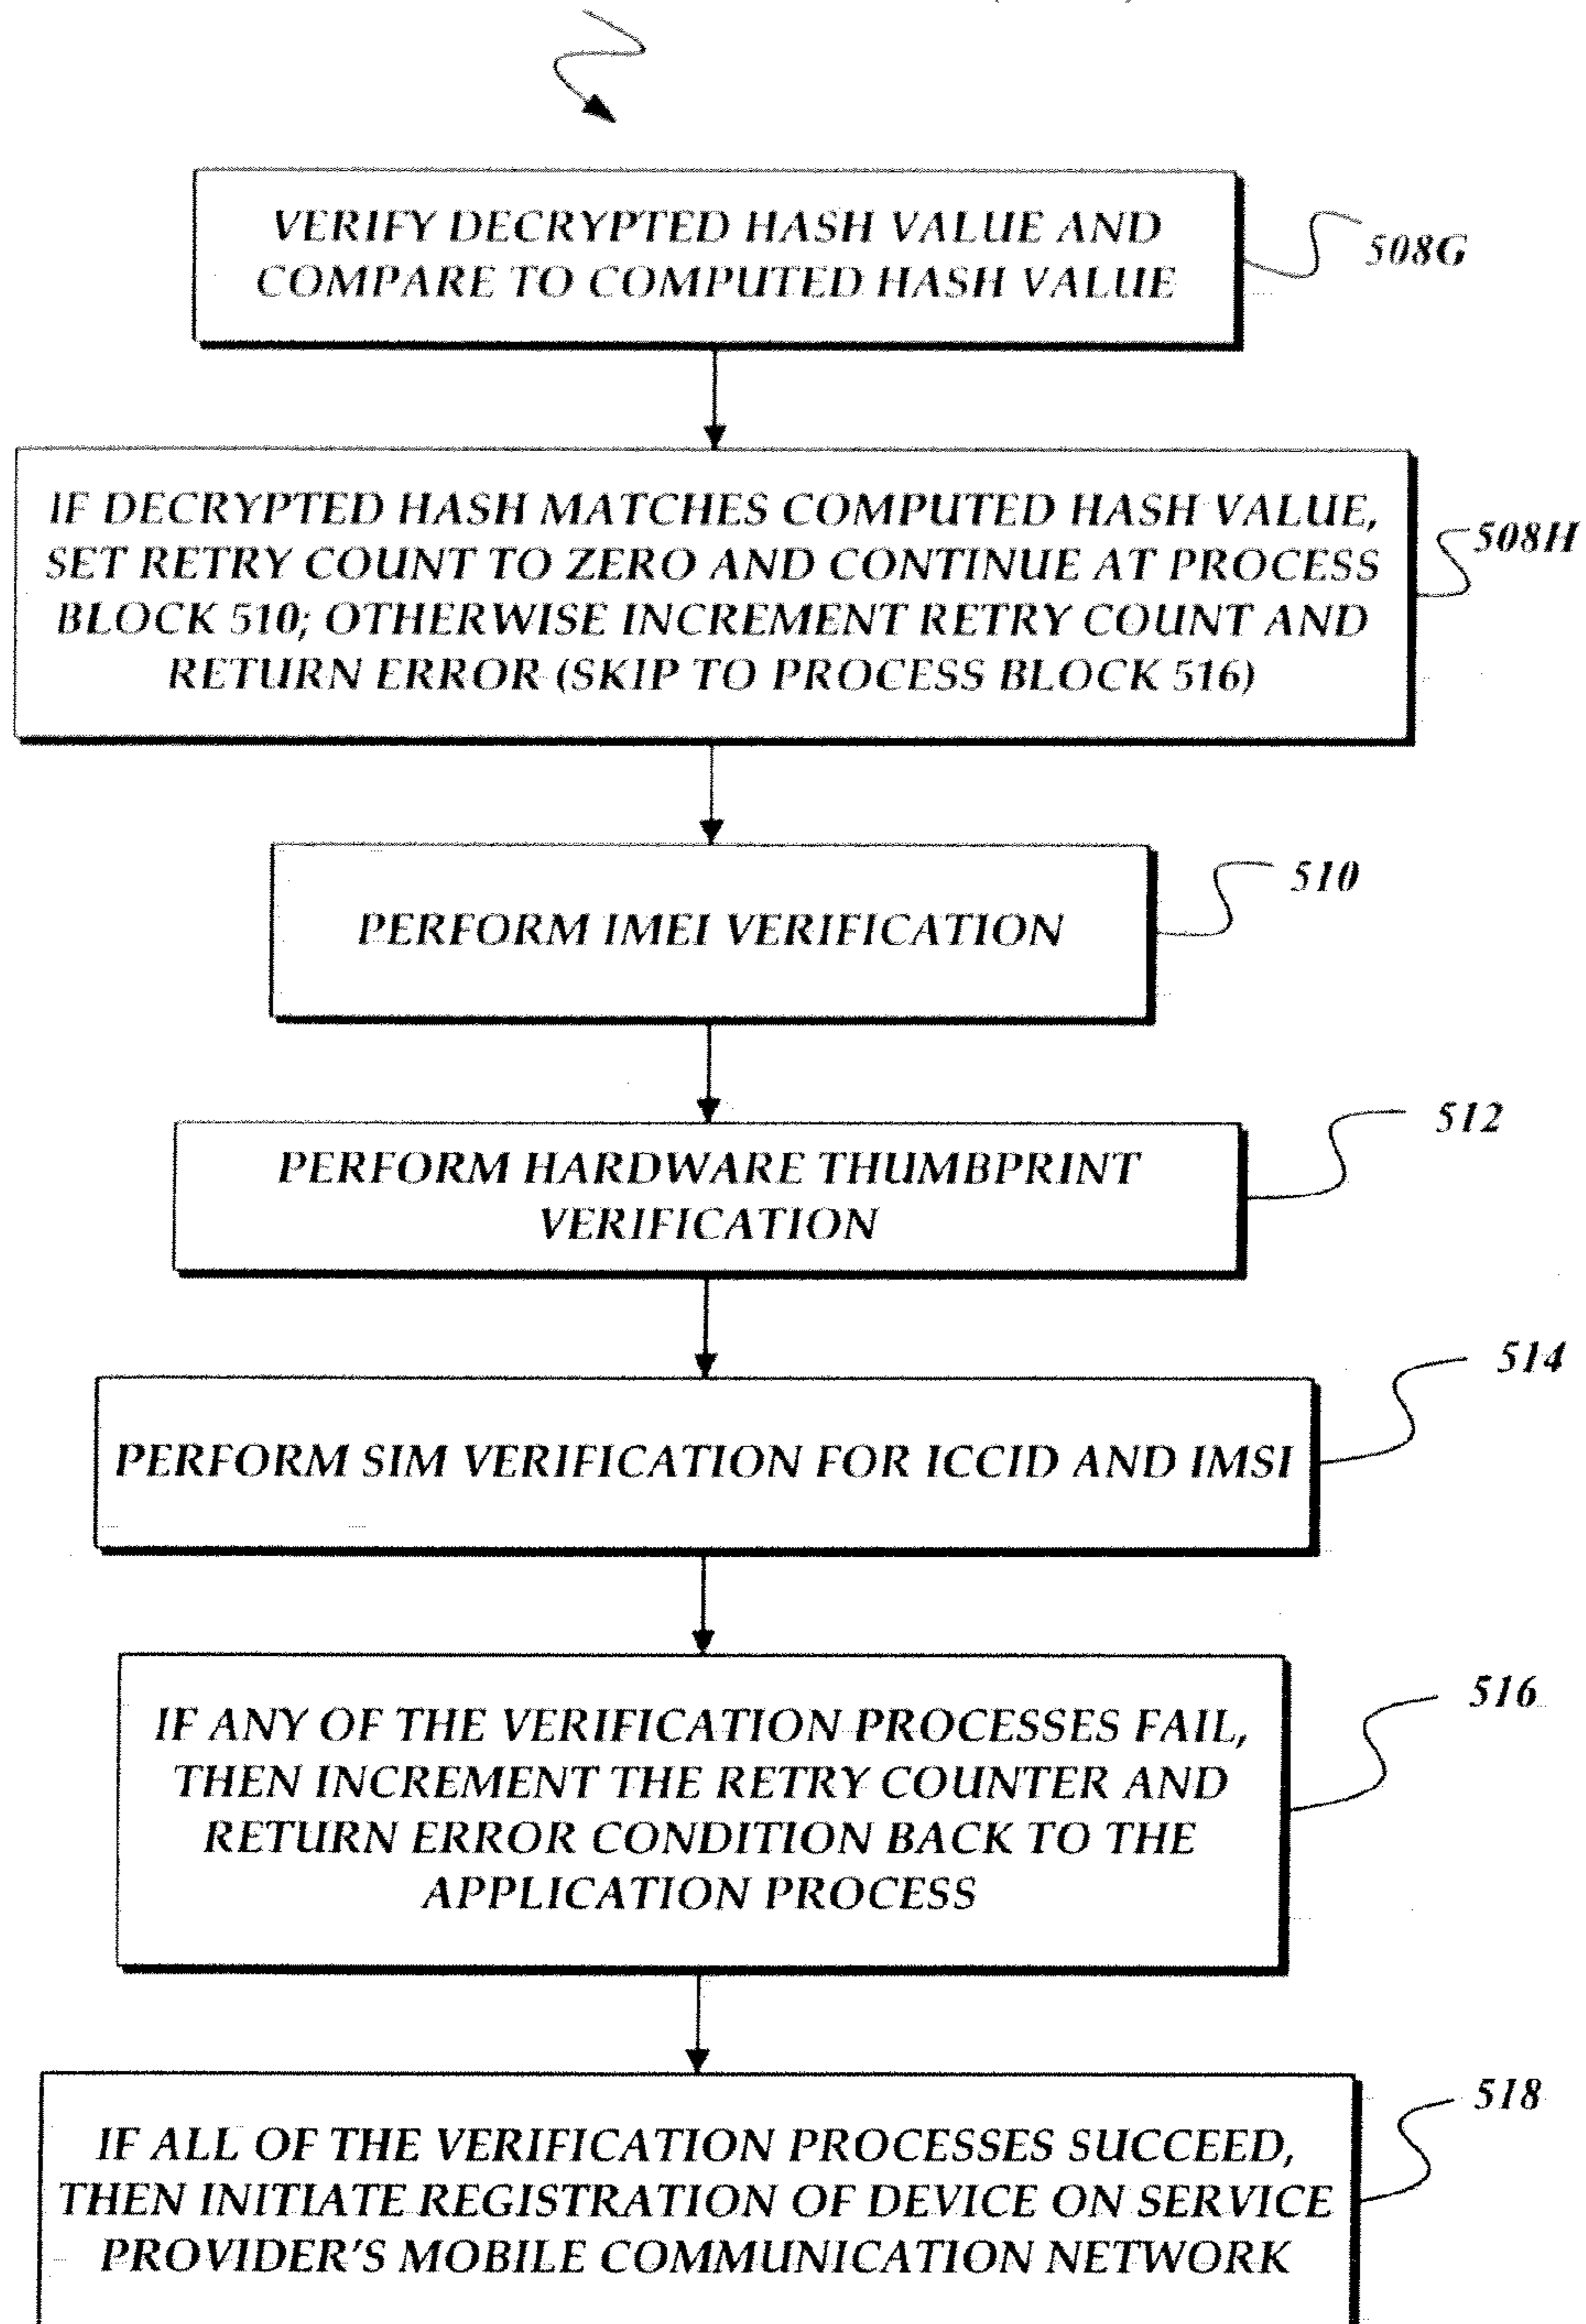 VERIFY DECRYPTED HASH VALUE AND
COMPARE TO COMPUTED HASH VALUE
508G
IF DECRYPTED HASH MATCHES COMPUTED HASH VALUE,
SET RETRY COUNT TO ZERO AND CONTINUE AT PROCESS
BLOCK 510; OTHERWISE INCREMENT RETRY COUNT AND
RETURN ERROR (SKIP TO PROCESS BLOCK 516)
508H
PERFORM IMEI VERIFICATION
510
PERFORM HARDWARE THUMBPRINT
VERIFICATION
512
PERFORM SIM VERIFICATION FOR ICCID AND IMSI
514
IF ANY OF THE VERIFICATION PROCESSES FAIL,
THEN INCREMENT THE RETRY COUNTER AND
RETURN ERROR CONDITION BACK TO THE
APPLICATION PROCESS
516
IF ALL OF THE VERIFICATION PROCESSES SUCCEED,
THEN INITIATE REGISTRATION OF DEVICE ON SERVICE
PROVIDER'S MOBILE COMMUNICATION NETWORK
518